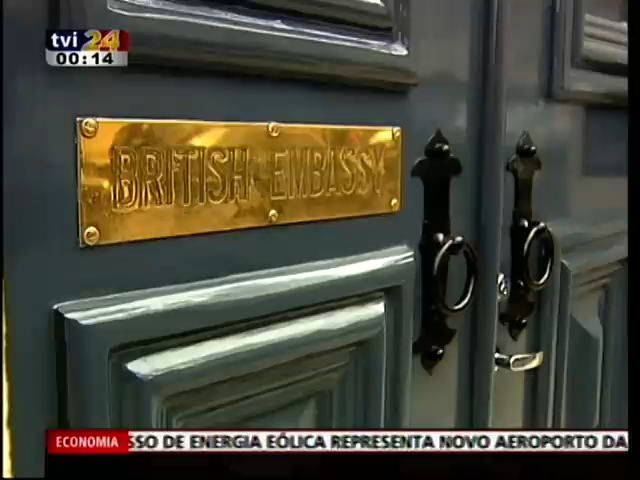 tvi 24
00:14
BRITISH EMBASSY
ECONOMIA SSO DE ENERGIA EÓLICA REPRESENTA NOVO AEROPORTO DA